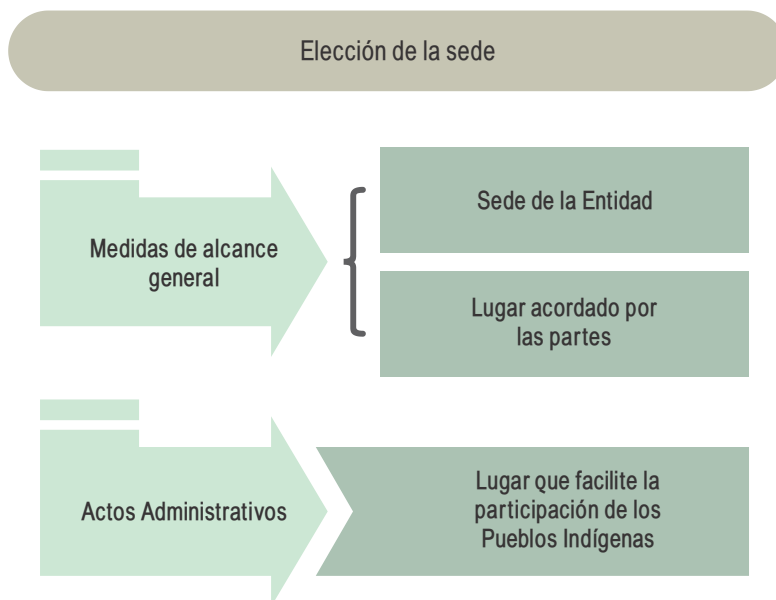 Elección de la sede
Medidas de alcance
general
Sede de la Entidad
Lugar acordado por
las partes
Actos Administrativos
Lugar que facilite la
participación de los
Pueblos Indígenas